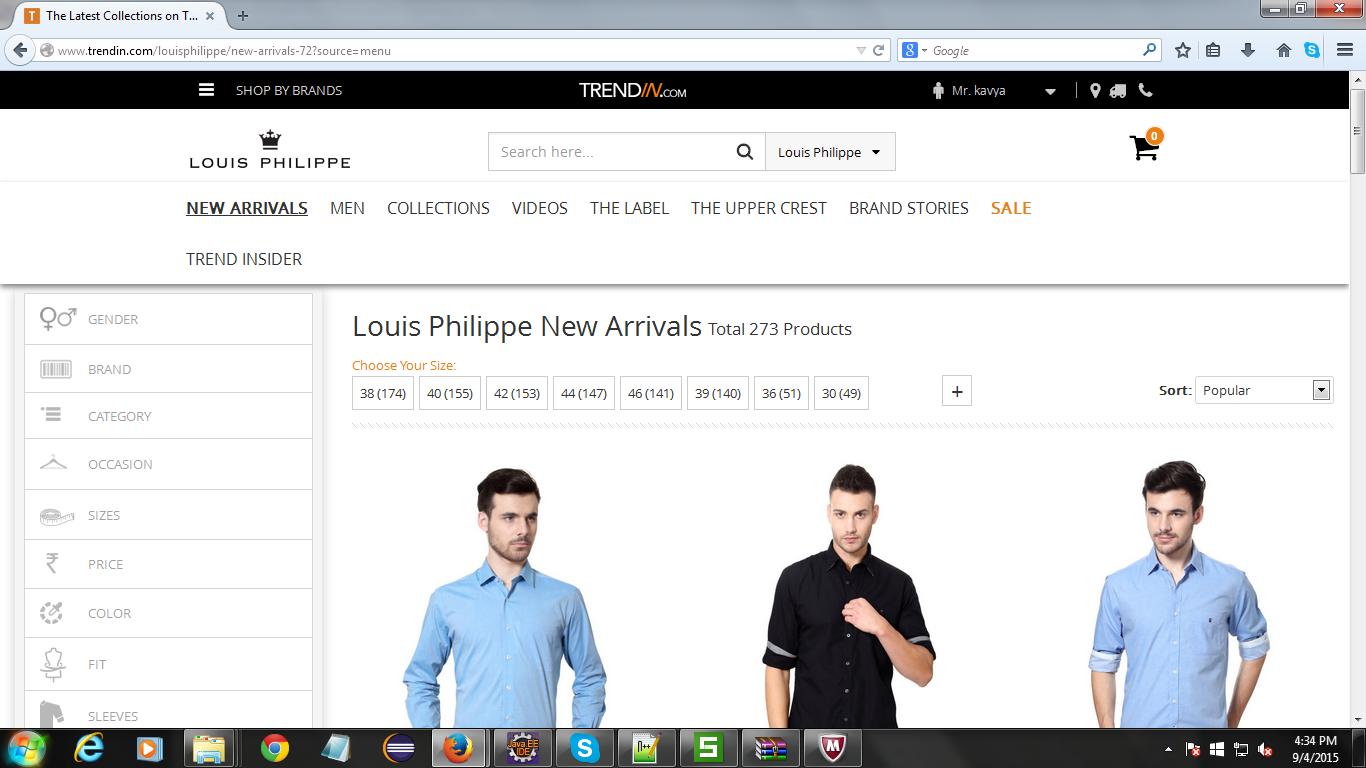 The Latest Collections on T...
www.trendin.com/louisphilippe/new-arrivals-72?source=menu
Google
SHOP BY BRANDS
TRENDIN.COM
Mr. kavya
LOUIS PHILIPPE
Search here...
Louis Philippe
0
NEW ARRIVALS MEN COLLECTIONS VIDEOS THE LABEL THE UPPER CREST BRAND STORIES SALE
TREND INSIDER
GENDER
BRAND
CATEGORY
OCCASION
SIZES
PRICE
COLOR
FIT
SLEEVES
Louis Philippe New Arrivals Total 273 Products
Choose Your Size:
38 (174) 40 (155) 42 (153) 44 (147) 46 (141) 39 (140) 36 (51) 30 (49) +
Sort: Popular
Java EE
IDE
4:34 PM
9/4/2015